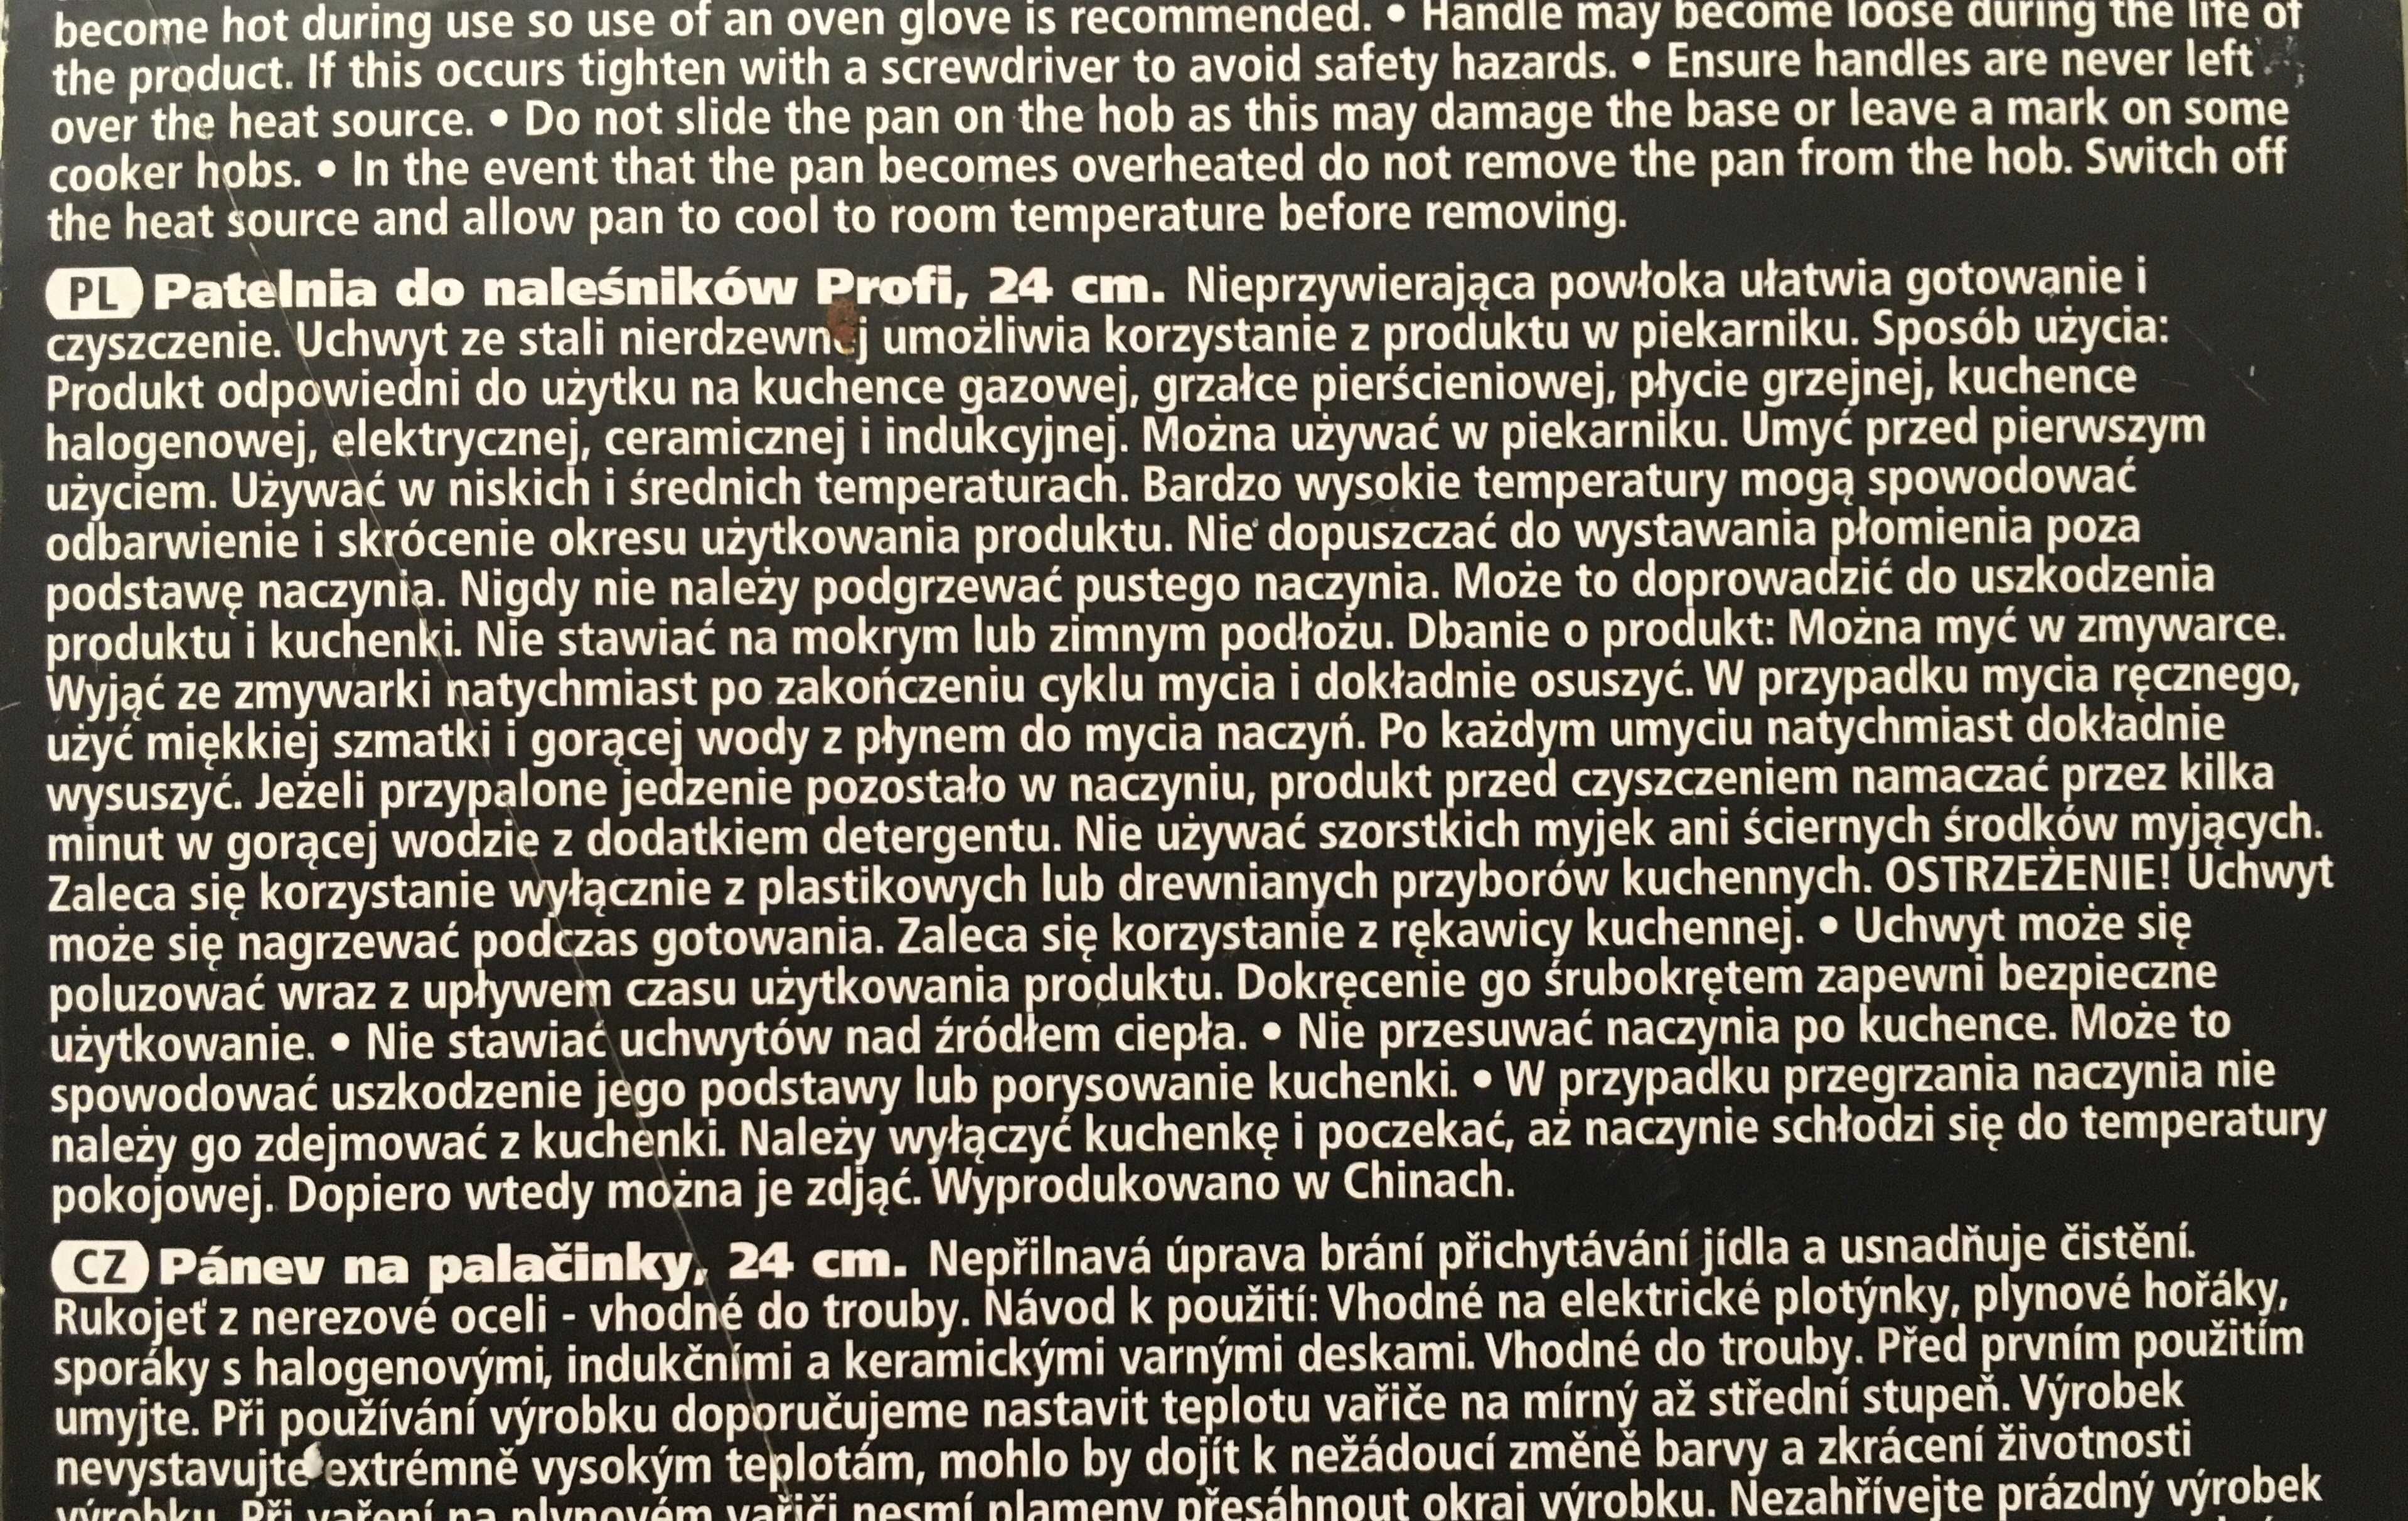 become hot during use so use of an oven glove is recommended. • Handle may become loose during the life of
the product. If this occurs tighten with a screwdriver to avoid safety hazards. • Ensure handles are never left
over the heat source. • Do not slide the pan on the hob as this may damage the base or leave a mark on some
cooker hobs. • In the event that the pan becomes overheated do not remove the pan from the hob. Switch off
the heat source and allow pan to cool to room temperature before removing.
PL Patelnia do naleśników Profi, 24 cm. Nieprzywierająca powłoka ułatwia gotowanie i
czyszczenie. Uchwyt ze stali nierdzewnej umożliwia korzystanie z produktu w piekarniku. Sposób użycia:
Produkt odpowiedni do użytku na kuchence gazowej, grzałce pierścieniowej, płycie grzejnej, kuchence
halogenowej, elektrycznej, ceramicznej i indukcyjnej. Można używać w piekarniku. Umyć przed pierwszym
użyciem. Używać w niskich i średnich temperaturach. Bardzo wysokie temperatury mogą spowodować
odbarwienie i skrócenie okresu użytkowania produktu. Nie dopuszczać do wystawania płomienia poza
podstawę naczynia. Nigdy nie należy podgrzewać pustego naczynia. Może to doprowadzić do uszkodzenia
produktu i kuchenki. Nie stawiać na mokrym lub zimnym podłożu. Dbanie o produkt: Można myć w zmywarce.
Wyjąć ze zmywarki natychmiast po zakończeniu cyklu mycia i dokładnie osuszyć. W przypadku mycia ręcznego,
użyć miękkiej szmatki i gorącej wody z płynem do mycia naczyń. Po każdym umyciu natychmiast dokładnie
wysuszyć. Jeżeli przypalone jedzenie pozostało w naczyniu, produkt przed czyszczeniem namaczać przez kilka
minut w gorącej wodzie z dodatkiem detergentu. Nie używać szorstkich myjek ani ściernych środków myjących.
Zaleca się korzystanie wyłącznie z plastikowych lub drewnianych przyborów kuchennych. OSTRZEŻENIE! Uchwyt
może się nagrzewać podczas gotowania. Zaleca się korzystanie z rękawicy kuchennej. • Uchwyt może się
poluzować wraz z upływem czasu użytkowania produktu. Dokręcenie go śrubokrętem zapewni bezpieczne
użytkowanie. • Nie stawiać uchwytów nad źródłem ciepła. • Nie przesuwać naczynia po kuchence. Może to
spowodować uszkodzenie jego podstawy lub porysowanie kuchenki. • W przypadku przegrzania naczynia nie
należy go zdejmować z kuchenki. Należy wyłączyć kuchenkę i poczekać, aż naczynie schłodzi się do temperatury
pokojowej. Dopiero wtedy można je zdjąć. Wyprodukowano w Chinach.
CZ Pánev na palačinky, 24 cm. Nepřilnavá úprava brání přichytávání jídla a usnadňuje čistění.
Rukojeť z nerezové oceli - vhodné do trouby. Návod k použití: Vhodné na elektrické plotýnky, plynové hořáky,
sporáky s halogenovými, indukčními a keramickými varnými deskami. Vhodné do trouby. Před prvním použitím
umyjte. Při používání výrobku doporučujeme nastavit teplotu vařiče na mírný až střední stupeň. Výrobek
nevystavujte extrémně vysokým teplotám, mohlo by dojít k nežádoucí změně barvy a zkrácení životnosti
výrobku. Při vaření na plynovém vařiči nesmí plameny přesáhnout okraj výrobku. Nezahřívejte prázdný výrobek